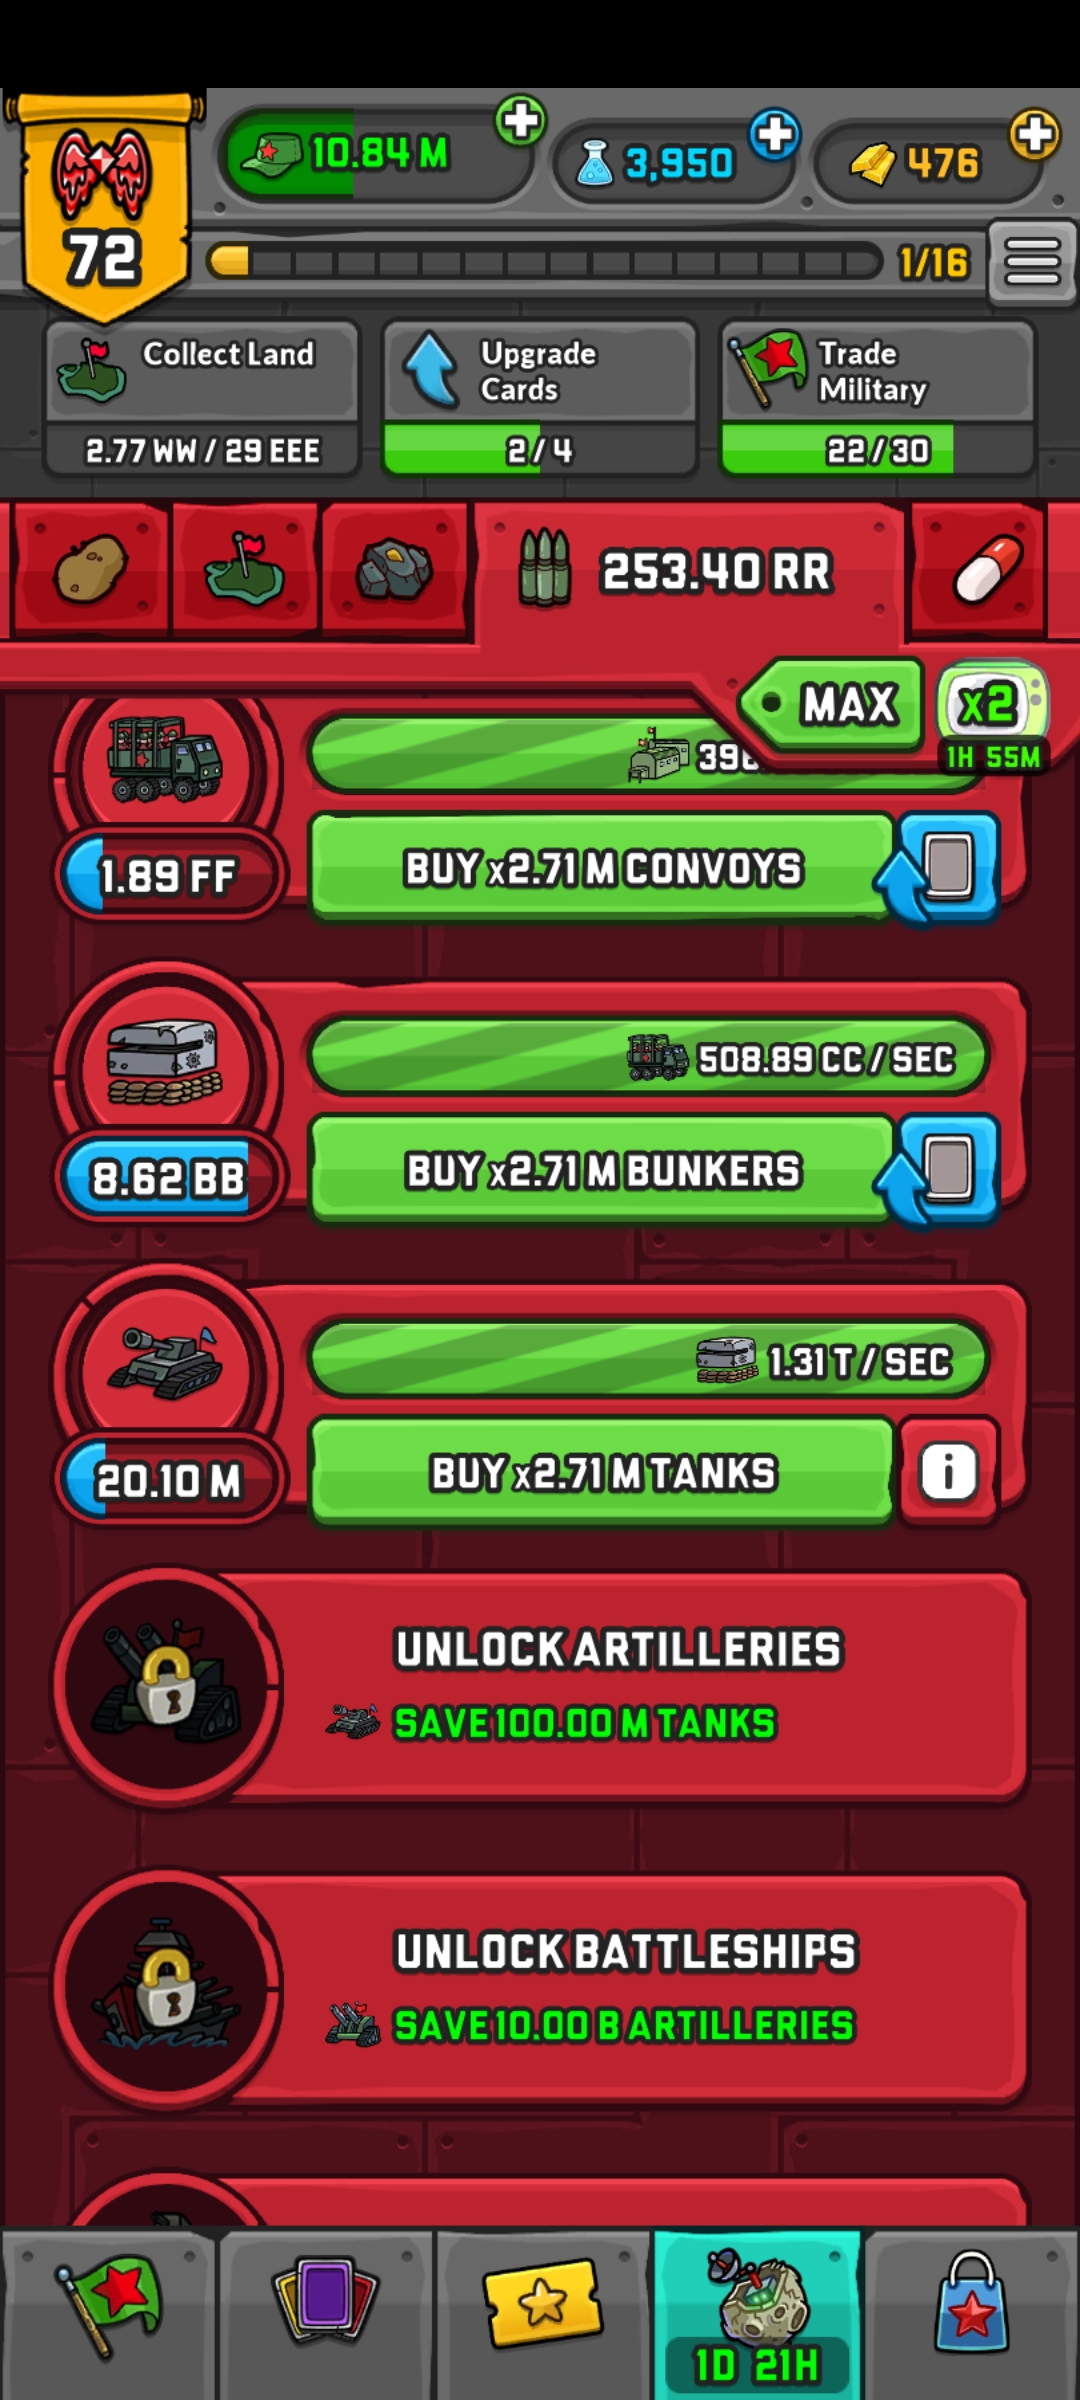 10.84 M
3,950
476
72
1/16
Collect Land
2.77 WW / 29 EEE
Upgrade
Cards
2/4
Trade
Military
22/30
253.40 RR
MAX
x2
1H 55M
1.89 FF
BUY x2.71 M CONVOYS
508.89 CC / SEC
8.62 BB
BUY x2.71 M BUNKERS
1.31 T / SEC
20.10 M
BUY x2.71 M TANKS
i
UNLOCK ARTILLERIES
SAVE 100.00 M TANKS
UNLOCK BATTLESHIPS
SAVE 10.00 B ARTILLERIES
1D 21H